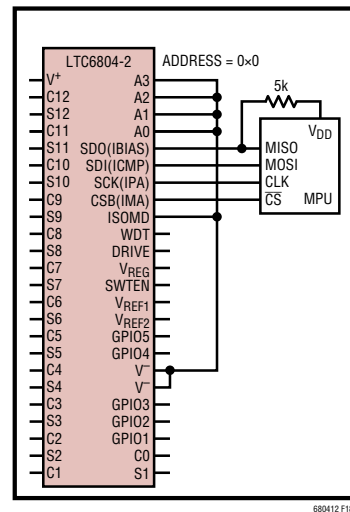 LTC6804-2 ADDRESS = 0×0
V+ A3
C12 A2
S12 A1
C11 A0
S11 SDO(IBIAS)
C10 SDI(ICMP)
S10 SCK(IPA)
C9 CSB(IMA)
S9 ISOMD
C8 WDT
S8 DRIVE
C7 VREG
S7 SWTEN
C6 VREF1
S6 VREF2
C5 GPIO5
S5 GPIO4
C4 V–
S4 V–
C3 GPIO3
S3 GPIO2
C2 GPIO1
S2 C0
C1 S1
5k
VDD
MISO
MOSI
CLK
CS MPU
680412 F18